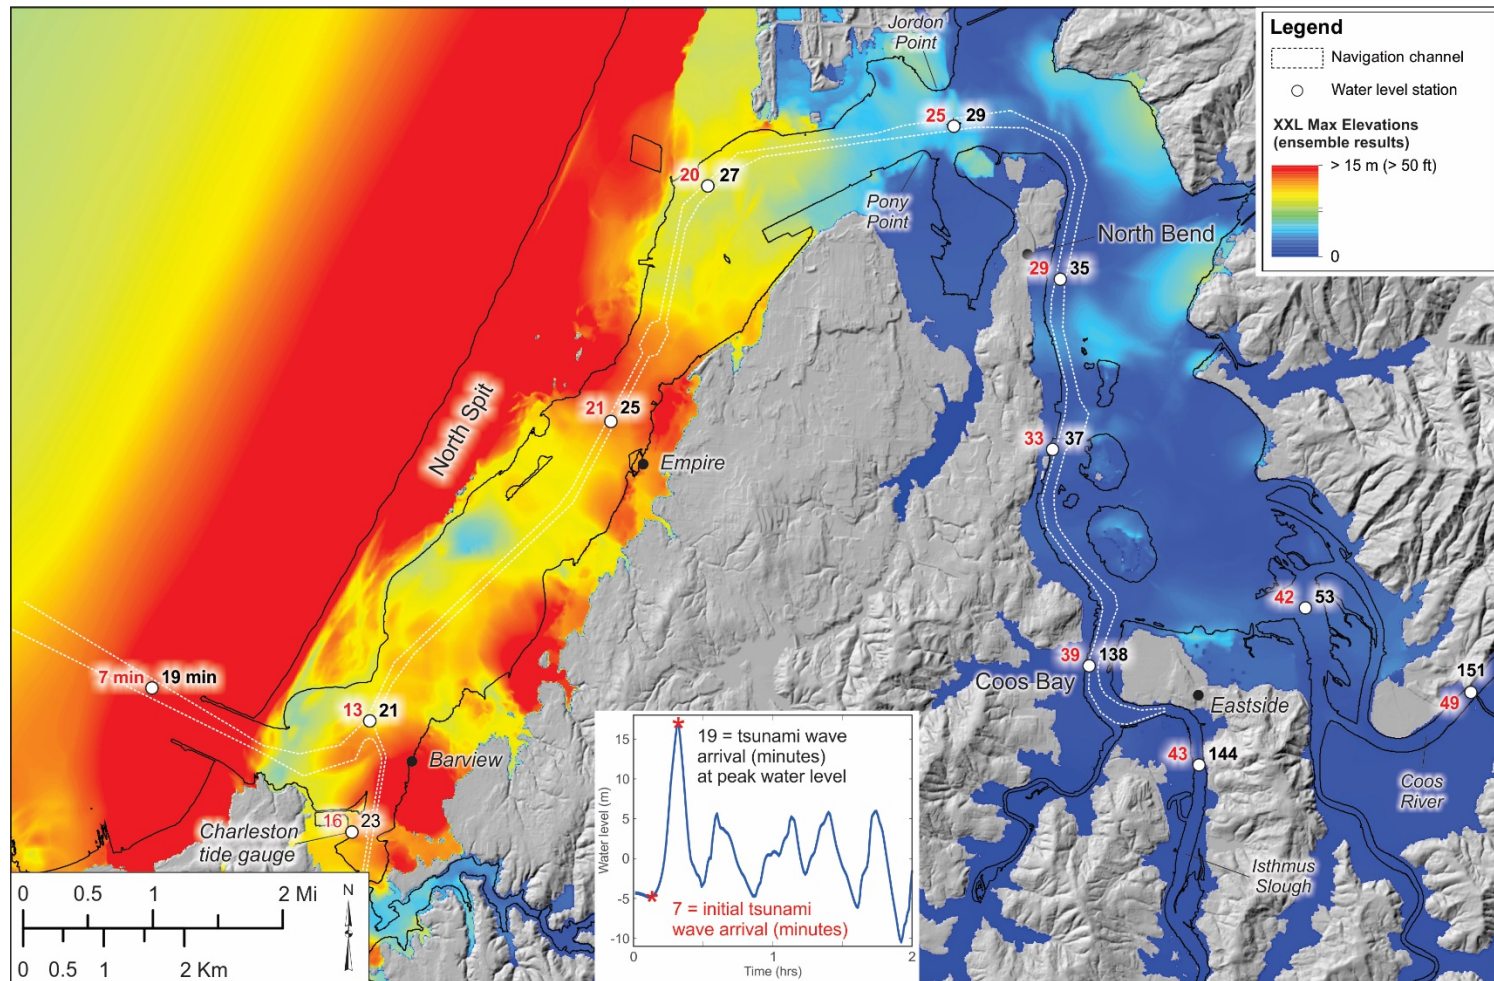 Jordon
Point
Legend
Navigation channel
Water level station
XXL Max Elevations
(ensemble results)
> 15 m (> 50 ft)
0
25 29
20 27
Pony
Point
North Bend
29 35
North Spit
21 25
Empire
33 37
42 53
7 min 19 min
39 138
Coos Bay
151
49
Eastside
13 21
Barview
43 144
Coos
River
16 23
Charleston
tide gauge
Isthmus
Slough
0 0.5 1 2 Mi
N
0 0.5 1 2 Km
19 = tsunami wave
arrival (minutes)
at peak water level
7 = initial tsunami
wave arrival (minutes)
Water level (m)
15
10
5
0
-5
-10
0 1 2
Time (hrs)